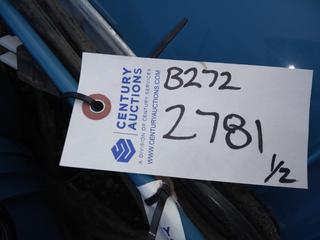 CENTURY
AUCTIONS
A DIVISION OF CENTURY SERVICES
WWW.CENTURYAUCTIONS.COM
B272
2781
1/2